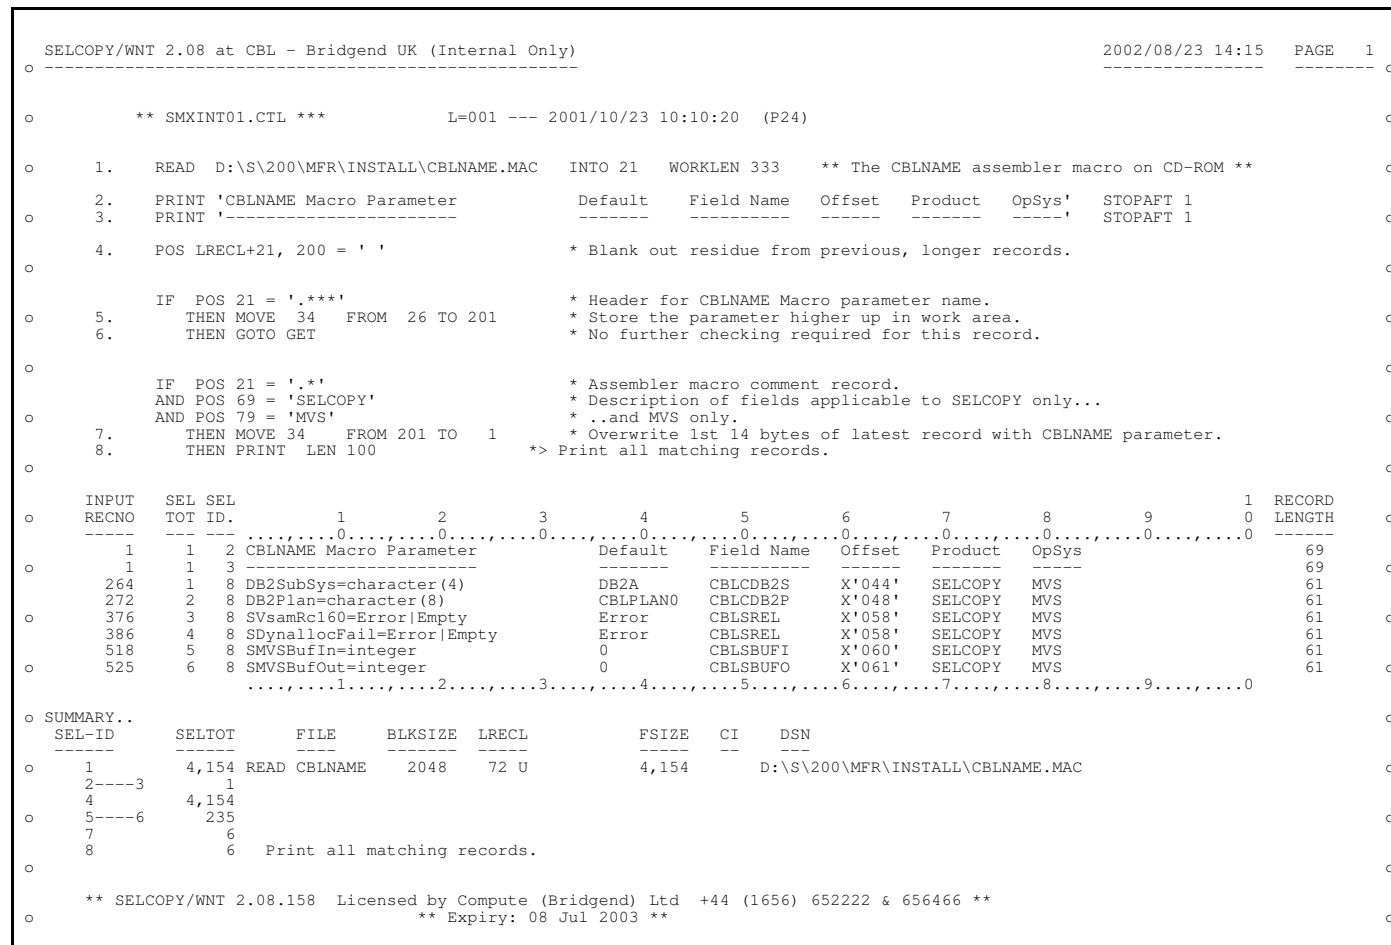 SELCOPY/WNT 2.08 at CBL - Bridgend UK (Internal Only)                                                    2002/08/23 14:15   PAGE   1
o -----------------------------------------------------                                                    ----------------   -------- o
o          ** SMXINT01.CTL ***            L=001 --- 2001/10/23 10:10:20  (P24)                                                         o
o      1.    READ  D:\S\200\MFR\INSTALL\CBLNAME.MAC   INTO 21   WORKLEN 333    ** The CBLNAME assembler macro on CD-ROM **             o
       2.    PRINT 'CBLNAME Macro Parameter            Default    Field Name   Offset   Product   OpSys'   STOPAFT 1
o      3.    PRINT '-----------------------            -------    ----------   ------   -------   -----'   STOPAFT 1                   o
       4.    POS LRECL+21, 200 = ' '                  * Blank out residue from previous, longer records.
o                                                                                                                                      o
             IF  POS 21 = '.***'                      * Header for CBLNAME Macro parameter name.
o      5.       THEN MOVE  34   FROM  26 TO 201       * Store the parameter higher up in work area.                                    o
       6.       THEN GOTO GET                         * No further checking required for this record.
o                                                                                                                                      o
             IF  POS 21 = '.*'                        * Assembler macro comment record.
             AND POS 69 = 'SELCOPY'                   * Description of fields applicable to SELCOPY only...
o            AND POS 79 = 'MVS'                       * ..and MVS only.                                                                o
       7.       THEN MOVE 34    FROM 201 TO   1       * Overwrite 1st 14 bytes of latest record with CBLNAME parameter.
       8.       THEN PRINT  LEN 100               *> Print all matching records.
o                                                                                                                                      o
      INPUT   SEL SEL                                                                                                    1  RECORD
o     RECNO   TOT ID.          1         2         3         4         5         6         7         8         9         0  LENGTH   o
      -----   --- --- ....,....0....,....0....,....0....,....0....,....0....,....0....,....0....,....0....,....0....,....0  ------
          1     1   2 CBLNAME Macro Parameter            Default    Field Name   Offset   Product   OpSys                       69
o         1     1   3 -----------------------            -------    ----------   ------   -------   -----                       69     o
        264     1   8 DB2SubSys=character(4)             DB2A       CBLCDB2S     X'044'   SELCOPY   MVS                         61
        272     2   8 DB2Plan=character(8)               CBLPLAN0   CBLCDB2P     X'048'   SELCOPY   MVS                         61
o       376     3   8 SVsamRc160=Error|Empty             Error      CBLSREL      X'058'   SELCOPY   MVS                         61     o
        386     4   8 SDynallocFail=Error|Empty          Error      CBLSREL      X'058'   SELCOPY   MVS                         61
        518     5   8 SMVSBufIn=integer                  0          CBLSBUFI     X'060'   SELCOPY   MVS                         61
o       525     6   8 SMVSBufOut=integer                 0          CBLSBUFO     X'061'   SELCOPY   MVS                         61     o
                      ....,....1....,....2....,....3....,....4....,....5....,....6....,....7....,....8....,....9....,....0
o SUMMARY..                                                                                                                            o
   SEL-ID      SELTOT      FILE    BLKSIZE  LRECL           FSIZE   CI    DSN
   ------      ------      ----    -------  -----           -----   --    ---
o     1         4,154 READ CBLNAME   2048    72 U           4,154       D:\S\200\MFR\INSTALL\CBLNAME.MAC                               o
      2----3        1
      4         4,154
o     5----6      235                                                                                                                  o
      7             6
      8             6   Print all matching records.
o                                                                                                                                      o
      ** SELCOPY/WNT 2.08.158  Licensed by Compute (Bridgend) Ltd  +44 (1656) 652222 & 656466 **
o                                      ** Expiry: 08 Jul 2003 **                                                                       o